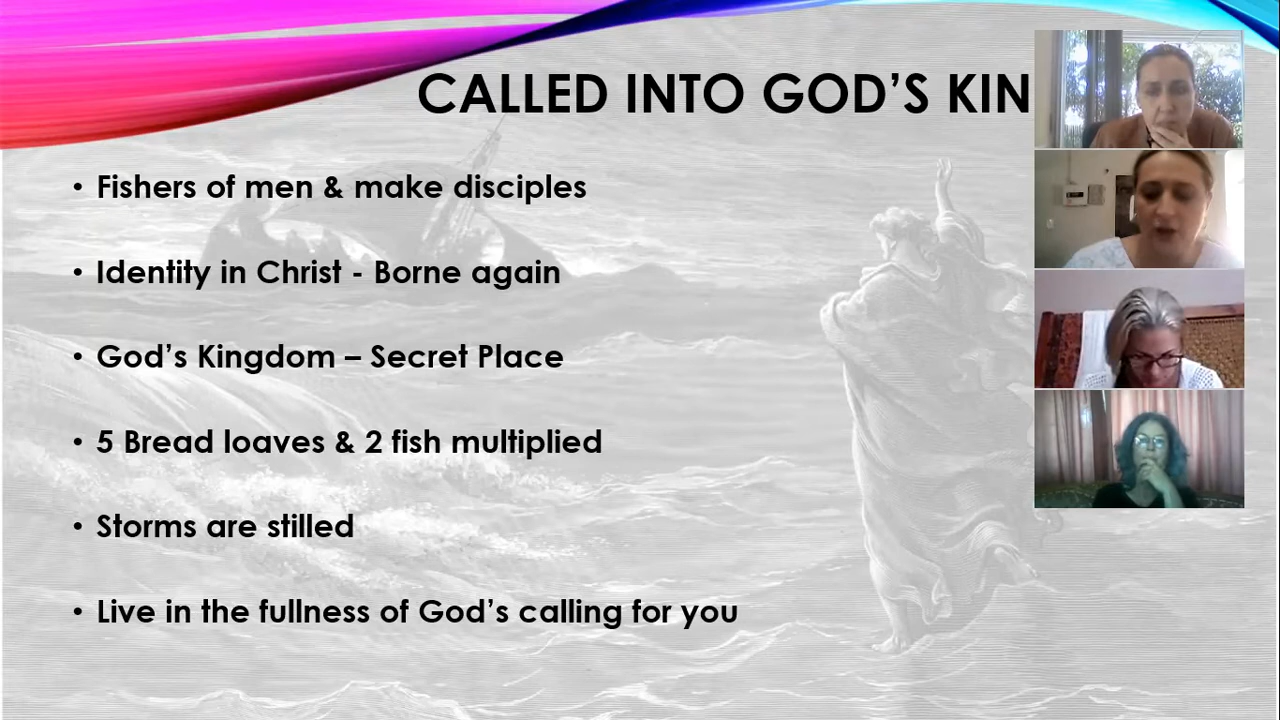 CALLED INTO GOD'S KIN
• Fishers of men & make disciples
• Identity in Christ - Borne again
• God's Kingdom – Secret Place
• 5 Bread loaves & 2 fish multiplied
• Storms are stilled
• Live in the fullness of God's calling for you